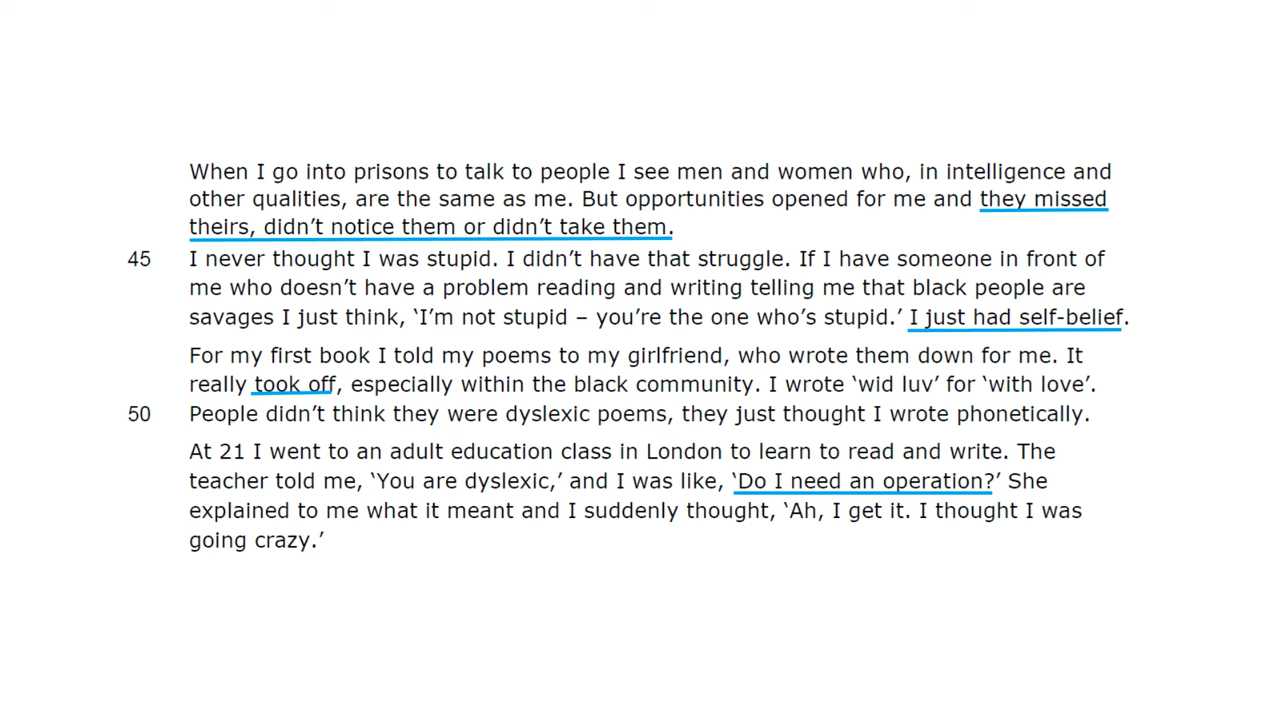 When I go into prisons to talk to people I see men and women who, in intelligence and
other qualities, are the same as me. But opportunities opened for me and they missed
theirs, didn’t notice them or didn’t take them.
45 I never thought I was stupid. I didn’t have that struggle. If I have someone in front of
me who doesn’t have a problem reading and writing telling me that black people are
savages I just think, ‘I’m not stupid – you’re the one who’s stupid.’ I just had self-belief.
For my first book I told my poems to my girlfriend, who wrote them down for me. It
really took off, especially within the black community. I wrote ‘wid luv’ for ‘with love’.
50 People didn’t think they were dyslexic poems, they just thought I wrote phonetically.
At 21 I went to an adult education class in London to learn to read and write. The
teacher told me, ‘You are dyslexic,’ and I was like, ‘Do I need an operation?’ She
explained to me what it meant and I suddenly thought, ‘Ah, I get it. I thought I was
going crazy.’